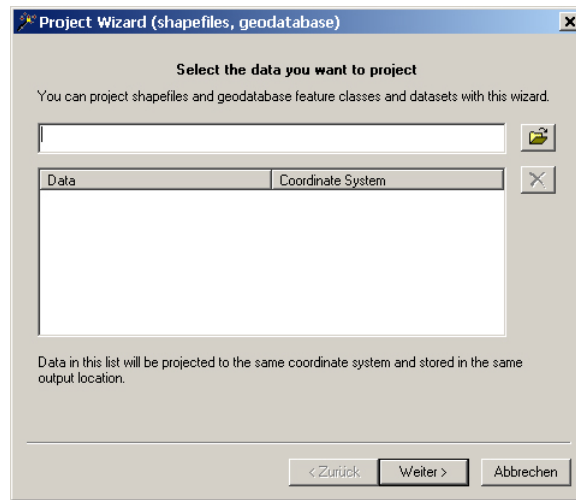 Project Wizard (shapefiles, geodatabase)
Select the data you want to project
You can project shapefiles and geodatabase feature classes and datasets with this wizard.
Data Coordinate System
Data in this list will be projected to the same coordinate system and stored in the same
output location.
< Zurück Weiter > Abbrechen